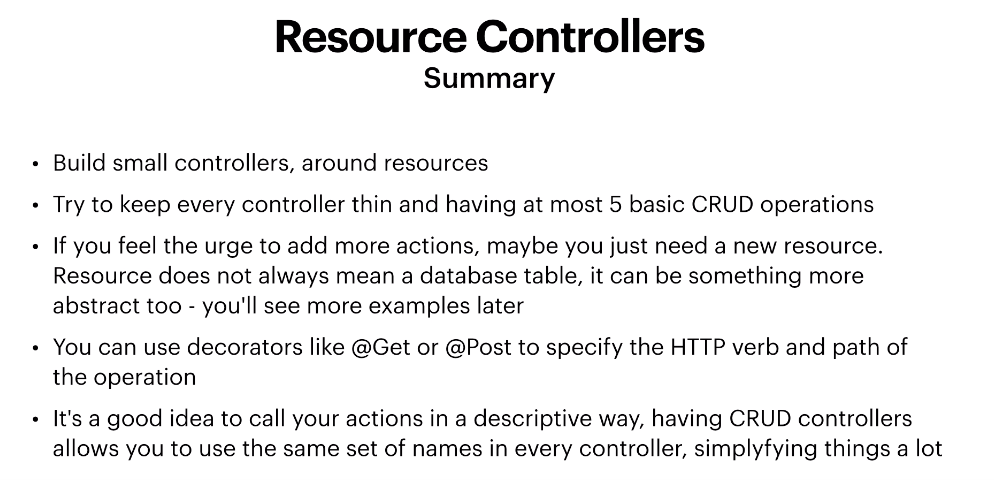 Resource Controllers
Summary
• Build small controllers, around resources
• Try to keep every controller thin and having at most 5 basic CRUD operations
• If you feel the urge to add more actions, maybe you just need a new resource.
Resource does not always mean a database table, it can be something more
abstract too - you'll see more examples later
• You can use decorators like @Get or @Post to specify the HTTP verb and path of
the operation
• It's a good idea to call your actions in a descriptive way, having CRUD controllers
allows you to use the same set of names in every controller, simplyfying things a lot